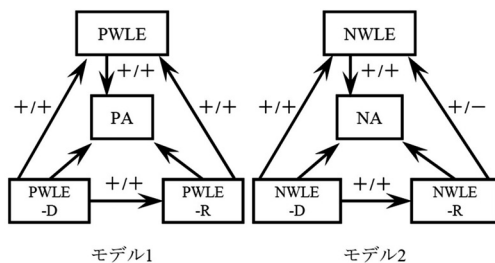 PWLE
+/+
+/+
+/+
PA
PWLE
-D
+/+
PWLE
-R
モデル1
NWLE
+/+
+/+
+/−
NA
NWLE
-D
+/+
NWLE
-R
モデル2